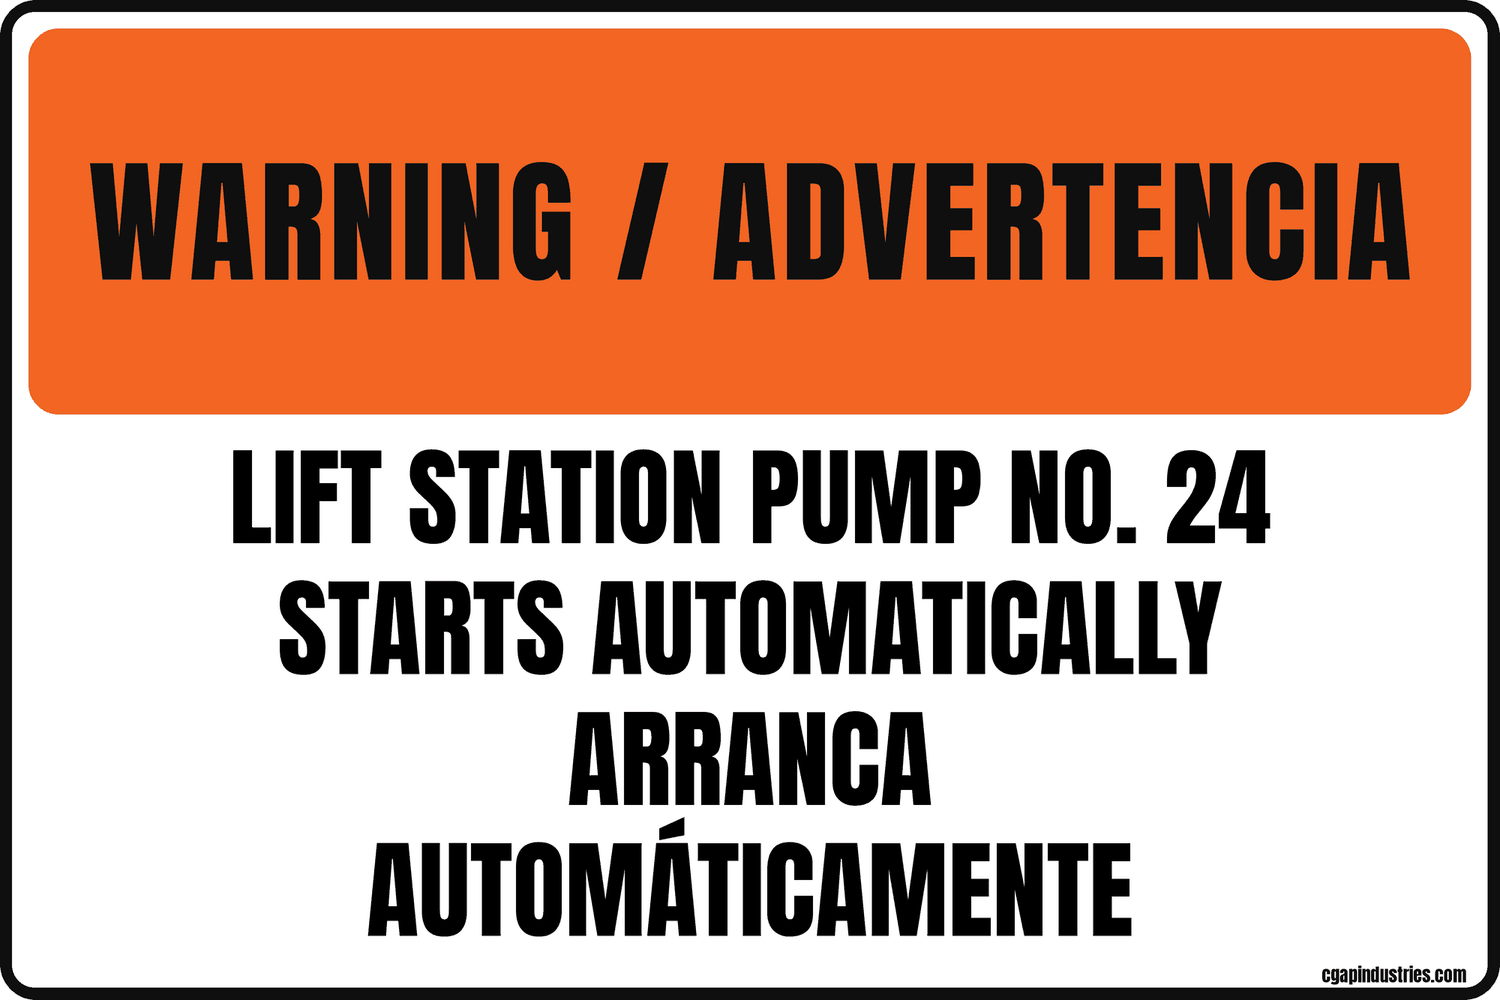 WARNING / ADVERTENCIA
LIFT STATION PUMP NO. 24
STARTS AUTOMATICALLY
ARRANCA
AUTOMÁTICAMENTE
cgapindustries.com